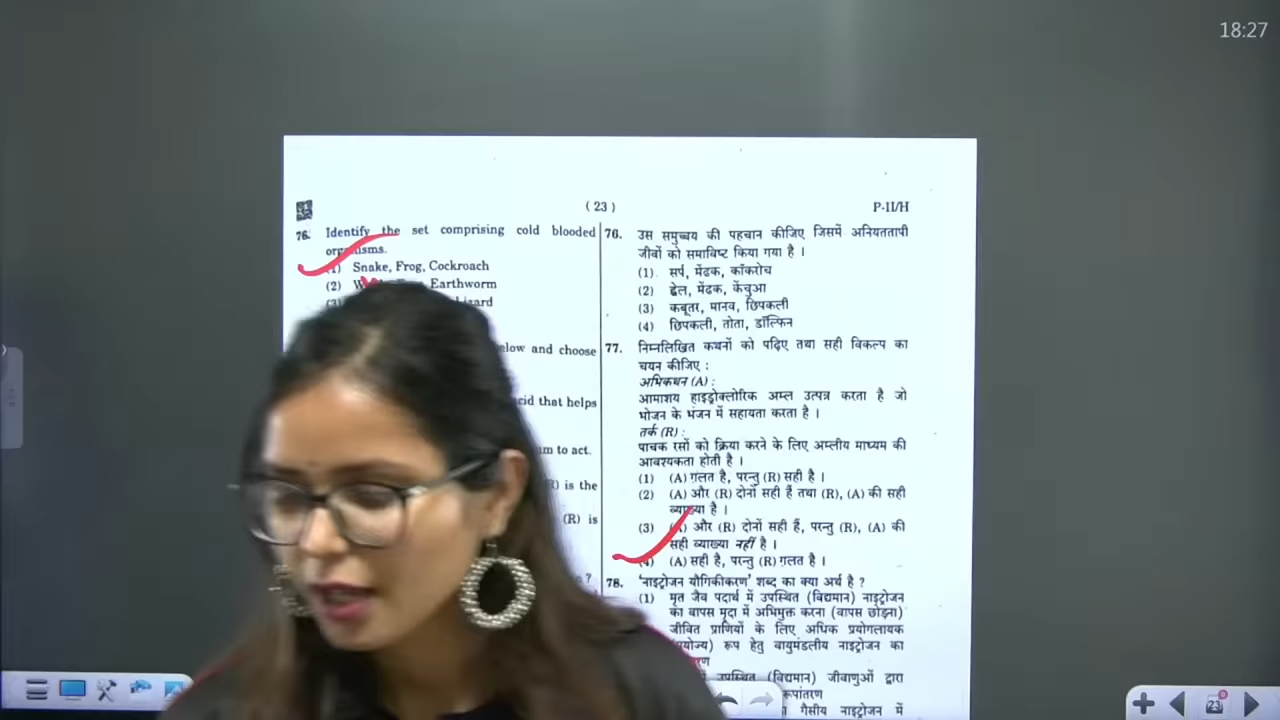 18:27
( 23 )
P-II/H
76. Identify the set comprising cold blooded
organisms.
(1) Snake, Frog, Cockroach
(2) Earthworm
elow and choose
cid that helps
m to act.
is the
(R) is
76. उस समुच्चय की पहचान कीजिए जिसमें अनियततापी
जीवों को समाविष्ट किया गया है ।
(1) सर्प, मेंढक, कॉकरोच
(2) ह्वेल, मेंढक, केंचुआ
(3) कबूतर, मानव, छिपकली
(4) छिपकली, तोता, डॉल्फिन
77. निम्नलिखित कथनों को पढ़िए तथा सही विकल्प का
चयन कीजिए :
अभिकथन (A) :
आमाशय हाइड्रोक्लोरिक अम्ल उत्पन्न करता है जो
भोजन के भंजन में सहायता करता है ।
तर्क (R) :
पाचक रसों को क्रिया करने के लिए अम्लीय माध्यम की
आवश्यकता होती है ।
(1) (A) ग़लत है, परन्तु (R) सही है ।
(2) (A) और (R) दोनों सही हैं तथा (R), (A) की सही
व्याख्या है ।
(3) (A) और (R) दोनों सही हैं, परन्तु (R), (A) की
सही व्याख्या नहीं है ।
(4) (A) सही है, परन्तु (R) ग़लत है ।
78. 'नाइट्रोजन यौगिकीकरण' शब्द का क्या अर्थ है ?
(1) मृत जैव पदार्थ में उपस्थित (विद्यमान) नाइट्रोजन
को वापस मृदा में अभिमुक्त करना (वापस छोड़ना)
जीवित प्राणियों के लिए अधिक प्रयोगलायक
रूप हेतु वायुमंडलीय नाइट्रोजन का
उपस्थित (विद्यमान) जीवाणुओं द्वारा
रूपांतरण
गैसीय नाइट्रोजन में
23